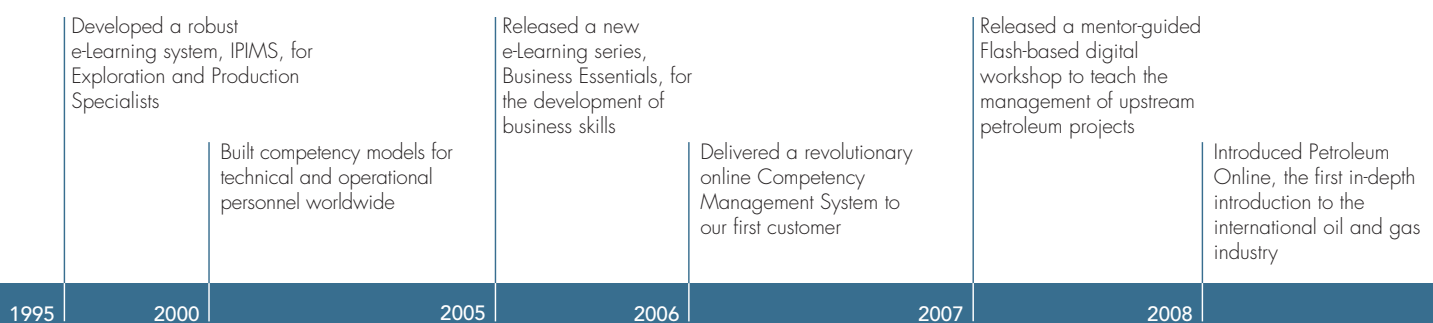 Developed a robust
e-Learning system, IPIMS, for
Exploration and Production
Specialists
Built competency models for
technical and operational
personnel worldwide
Released a new
e-Learning series,
Business Essentials, for
the development of
business skills
Delivered a revolutionary
online Competency
Management System to
our first customer
Released a mentor-guided
Flash-based digital
workshop to teach the
management of upstream
petroleum projects
Introduced Petroleum
Online, the first in-depth
introduction to the
international oil and gas
industry
1995 2000 2005 2006 2007 2008